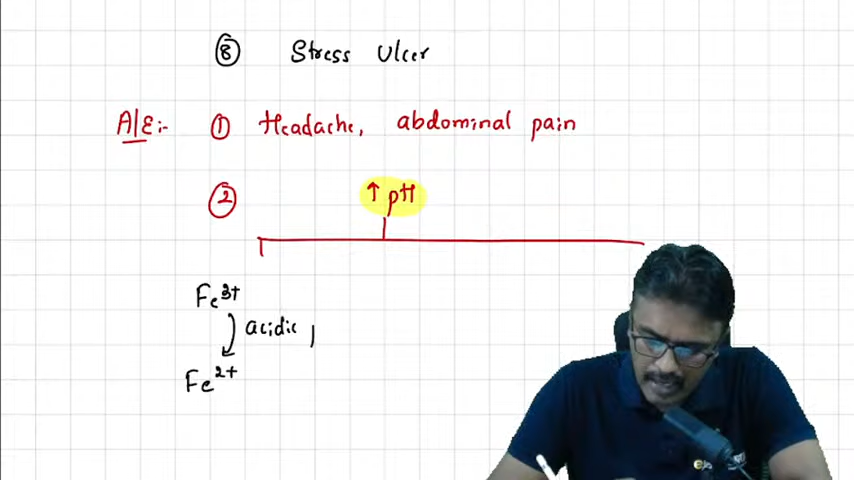 ⑧ Stress Ulcer
A/E:- ① Headache, abdominal pain
② ↑ pH
Fe3+
acidic
Fe2+